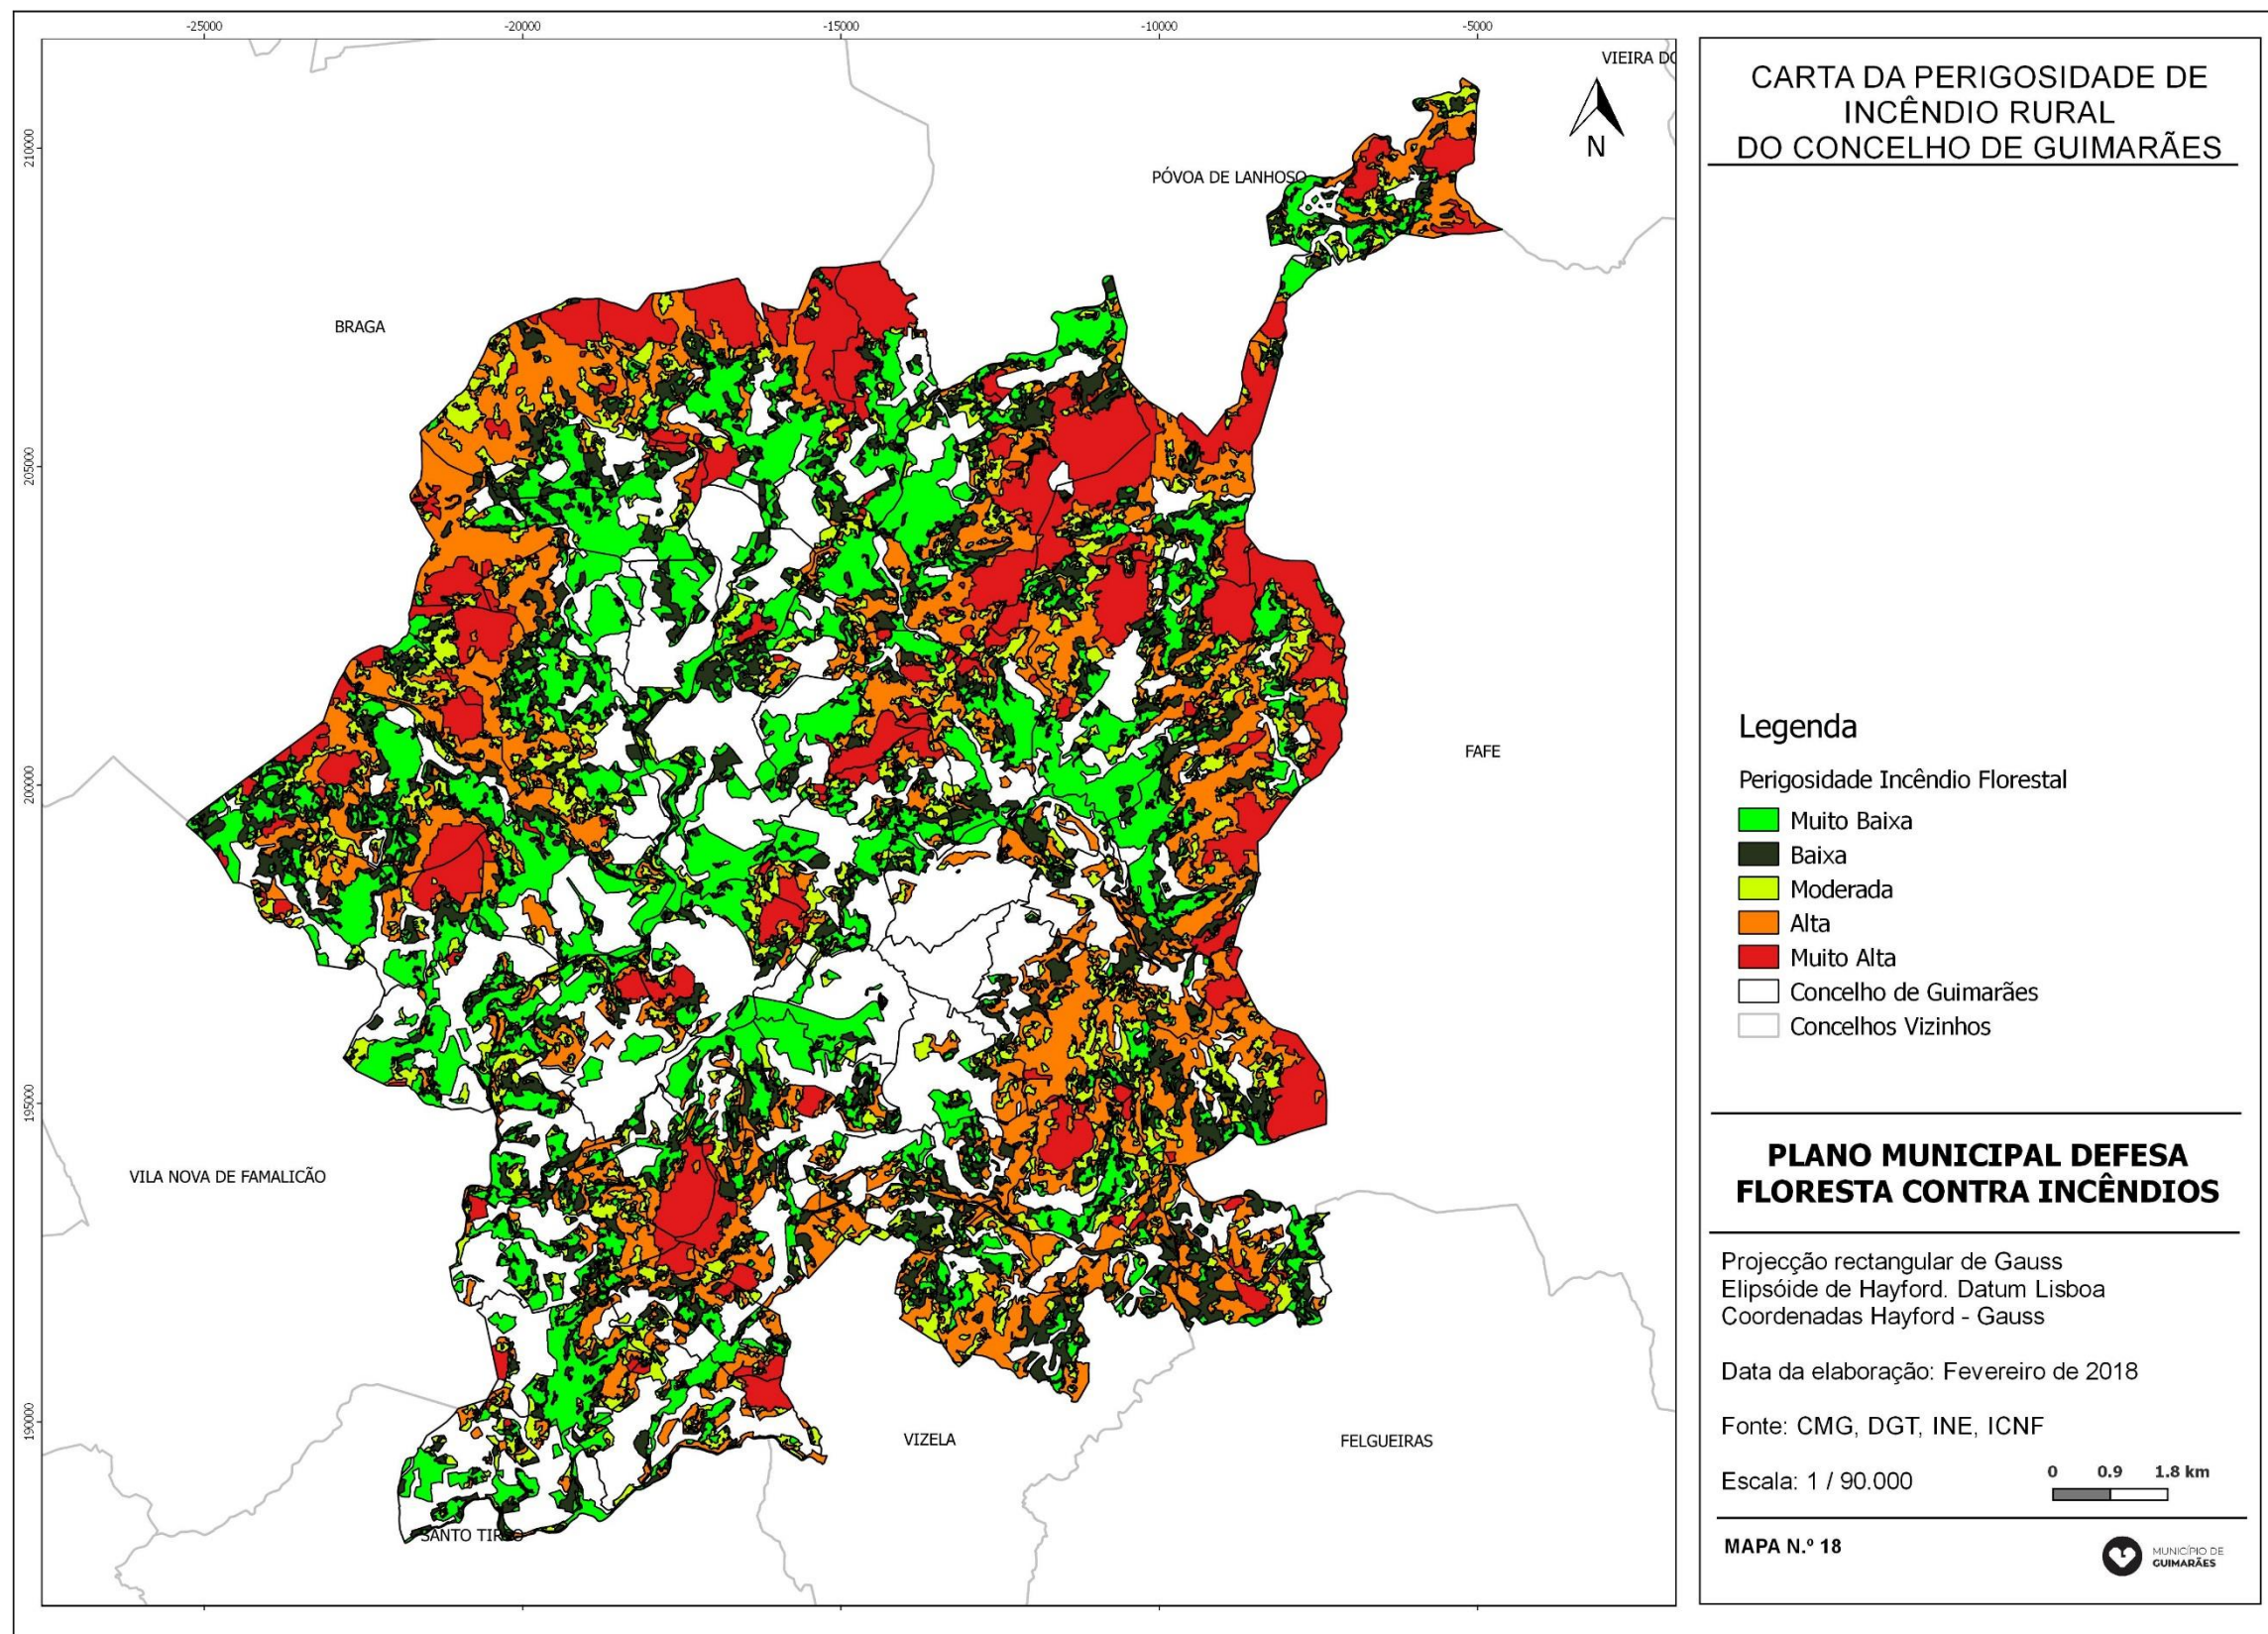 -25000
-20000
-15000
-10000
-5000
210000
205000
200000
195000
190000
VIEIRA DO
N
PÓVOA DE LANHOSO
BRAGA
FAFE
VILA NOVA DE FAMALICÃO
VIZELA
FELGUEIRAS
SANTO TIRSO
CARTA DA PERIGOSIDADE DE
INCÊNDIO RURAL
DO CONCELHO DE GUIMARÃES
Legenda
Perigosidade Incêndio Florestal
Muito Baixa
Baixa
Moderada
Alta
Muito Alta
Concelho de Guimarães
Concelhos Vizinhos
PLANO MUNICIPAL DEFESA
FLORESTA CONTRA INCÊNDIOS
Projecção rectangular de Gauss
Elipsóide de Hayford. Datum Lisboa
Coordenadas Hayford - Gauss
Data da elaboração: Fevereiro de 2018
Fonte: CMG, DGT, INE, ICNF
Escala: 1 / 90.000
0 0.9 1.8 km
MAPA N.º 18
MUNICÍPIO DE
GUIMARÃES